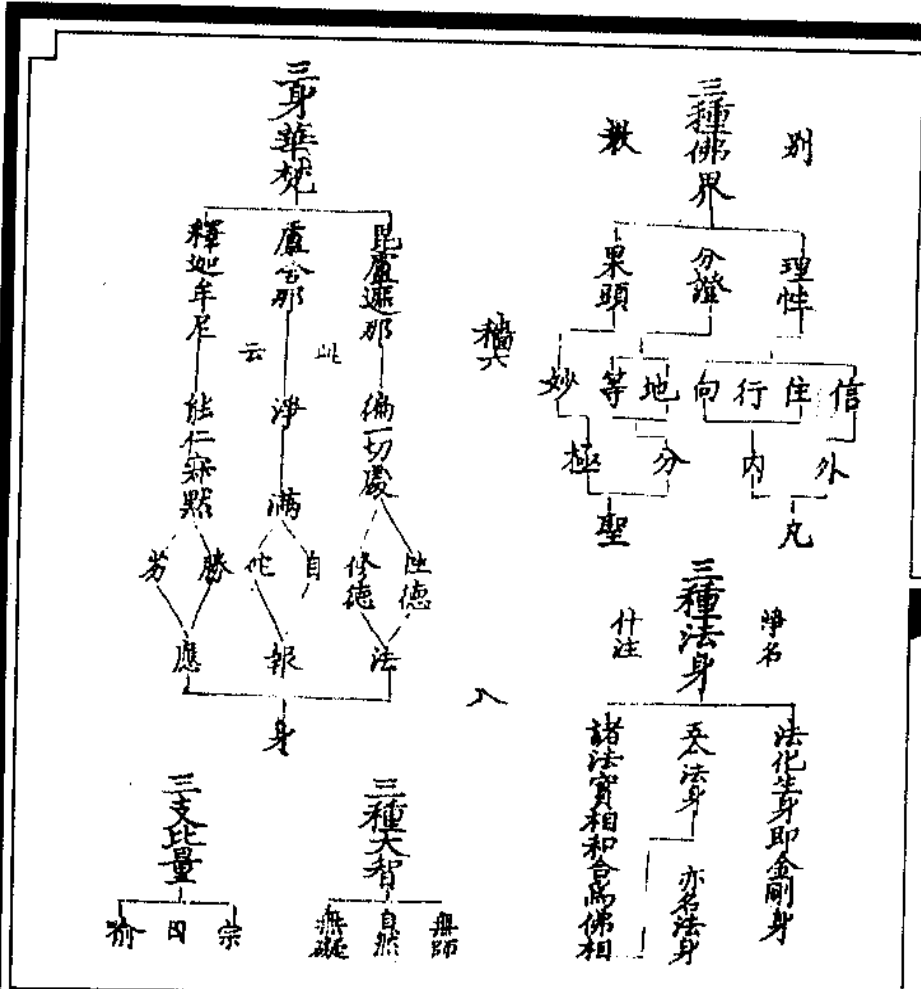 三種佛界
別
教
理性
分證
果頭
信
住
行
向
地
等
妙
外
內
分
極
凡
聖
三種法身
淨名
什注
法化生身即金剛身
五分法身
亦名法身
諸法實相和合為佛相
八
三身華梵
毘盧遮那
盧舍那
釋迦牟尼
此
云
徧一切處
淨滿
能仁寂默
性德
修德
自
他
勝
劣
法
報
應
身
三種大智
無師
自然
無礙
三支比量
宗
因
喻